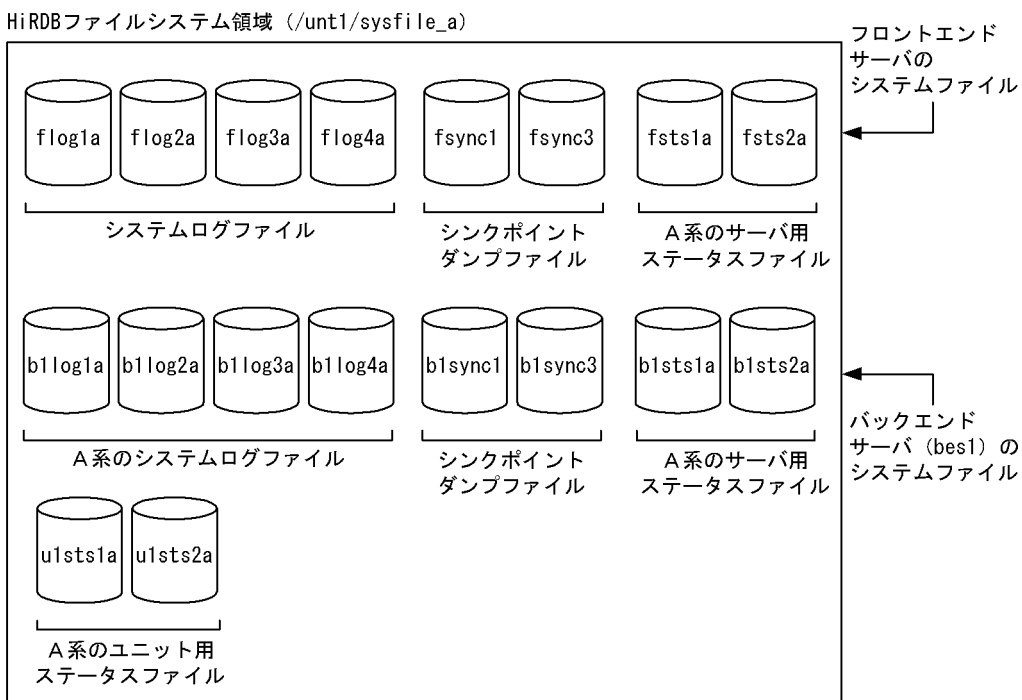 HiRDBファイルシステム領域（/unt1/sysfile_a）
フロントエンド
サーバの
システムファイル
flog1a flog2a flog3a flog4a fsync1 fsync3 fsts1a fsts2a
システムログファイル
シンクポイント
ダンプファイル
A系のサーバ用
ステータスファイル
b1log1a b1log2a b1log3a b1log4a b1sync1 b1sync3 b1sts1a b1sts2a
A系のシステムログファイル
シンクポイント
ダンプファイル
A系のサーバ用
ステータスファイル
バックエンド
サーバ（bes1）の
システムファイル
u1sts1a u1sts2a
A系のユニット用
ステータスファイル